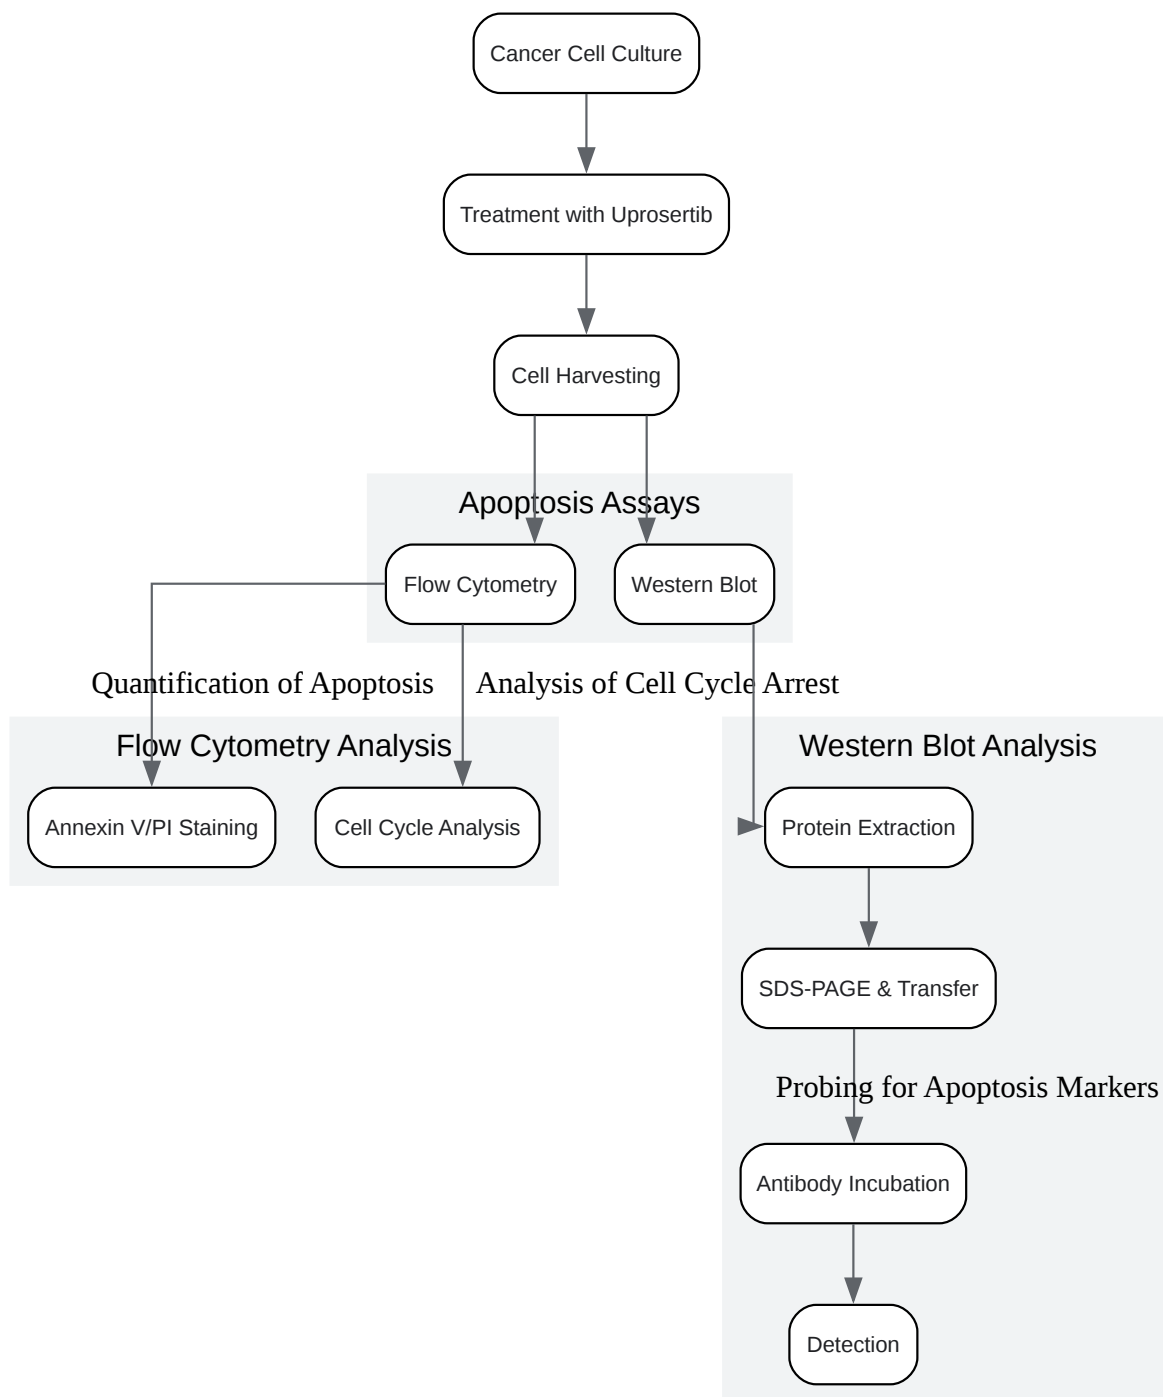 Cancer Cell Culture
Treatment with Uprosertib
Cell Harvesting
Apoptosis Assays
Flow Cytometry
Western Blot
Quantification of Apoptosis
Analysis of Cell Cycle Arrest
Flow Cytometry Analysis
Western Blot Analysis
Annexin V/PI Staining
Cell Cycle Analysis
Protein Extraction
SDS-PAGE & Transfer
Probing for Apoptosis Markers
Antibody Incubation
Detection